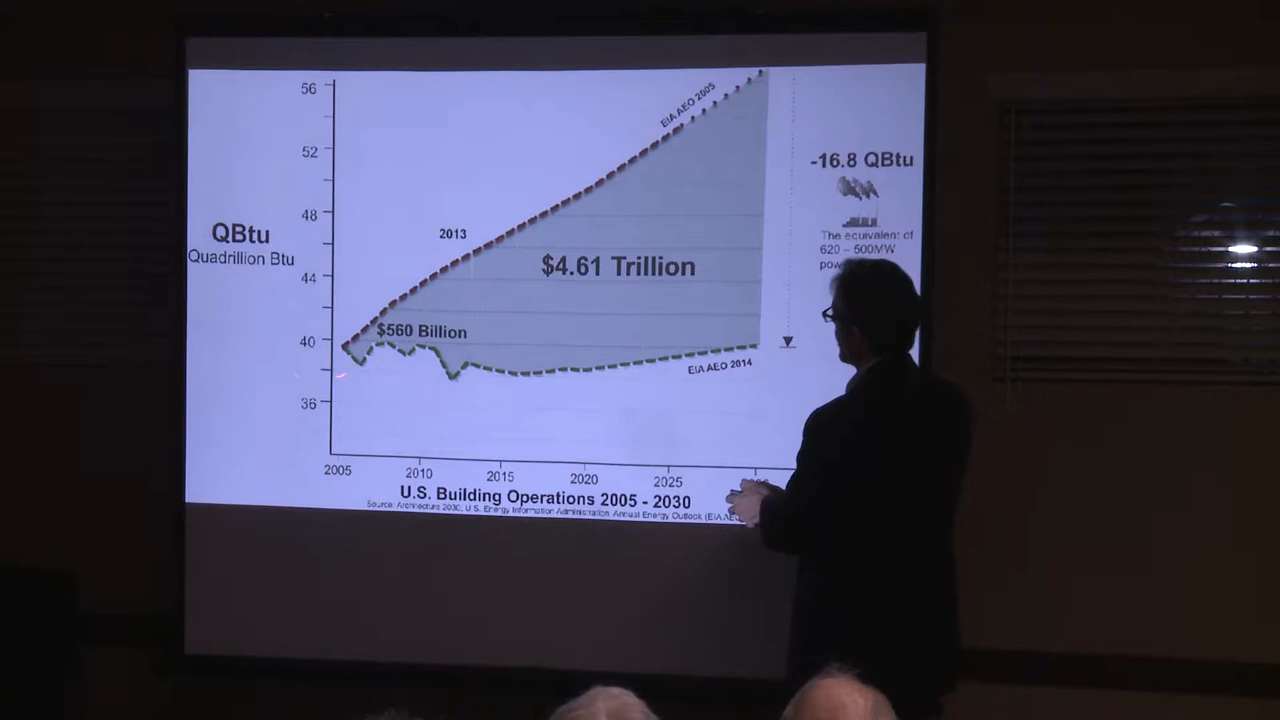 56
52
48
44
40
36
QBtu
Quadrillion Btu
2013
EIA AEO 2005
$4.61 Trillion
$560 Billion
EIA AEO 2014
-16.8 QBtu
The equivalent of
620 – 500MW
2005
2010
2015
2020
2025
U.S. Building Operations 2005 - 2030
Source: Architecture 2030, U.S. Energy Information Administration Annual Energy Outlook (EIA